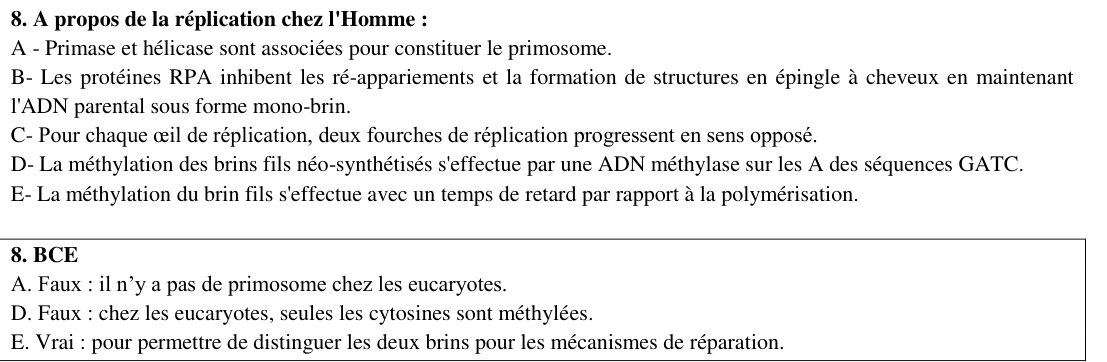 8. A propos de la réplication chez l'Homme :
A - Primase et hélicase sont associées pour constituer le primosome.
B- Les protéines RPA inhibent les ré-appariements et la formation de structures en épingle à cheveux en maintenant
l'ADN parental sous forme mono-brin.
C- Pour chaque œil de réplication, deux fourches de réplication progressent en sens opposé.
D- La méthylation des brins fils néo-synthétisés s'effectue par une ADN méthylase sur les A des séquences GATC.
E- La méthylation du brin fils s'effectue avec un temps de retard par rapport à la polymérisation.
8. BCE
A. Faux : il n’y a pas de primosome chez les eucaryotes.
D. Faux : chez les eucaryotes, seules les cytosines sont méthylées.
E. Vrai : pour permettre de distinguer les deux brins pour les mécanismes de réparation.